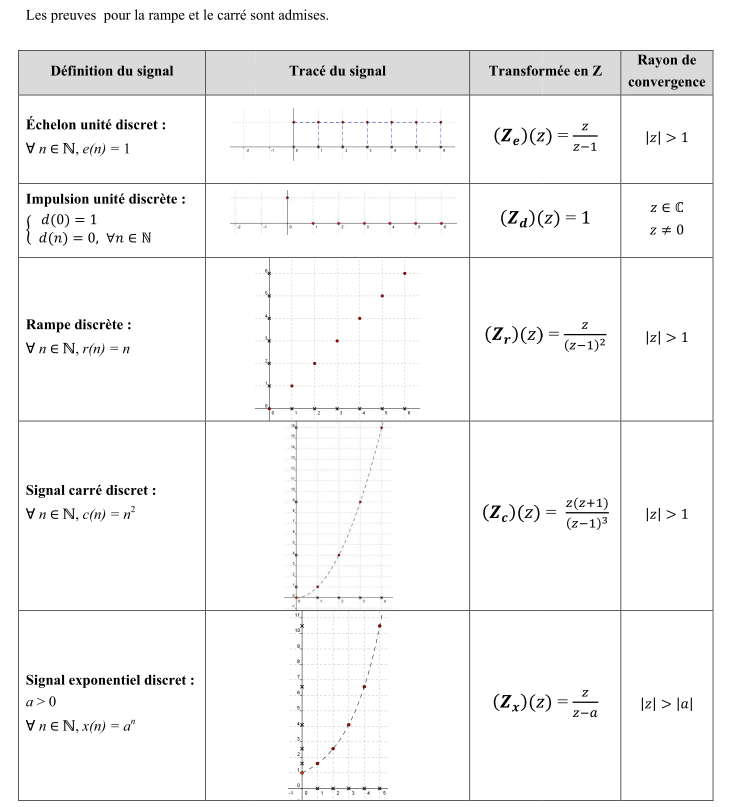 Les preuves pour la rampe et le carré sont admises.
Définition du signal
Tracé du signal
Transformée en Z
Rayon de convergence
Échelon unité discret :
∀ n ∈ ℕ, e(n) = 1
(Z_e)(z) = z/(z−1)
|z| > 1
Impulsion unité discrète :
{ d(0) = 1
d(n) = 0, ∀n ∈ ℕ
(Z_d)(z) = 1
z ∈ ℂ
z ≠ 0
Rampe discrète :
∀ n ∈ ℕ, r(n) = n
(Z_r)(z) = z/(z−1)²
|z| > 1
Signal carré discret :
∀ n ∈ ℕ, c(n) = n²
(Z_c)(z) = z(z+1)/(z−1)³
|z| > 1
Signal exponentiel discret :
a > 0
∀ n ∈ ℕ, x(n) = aⁿ
(Z_x)(z) = z/(z−a)
|z| > |a|